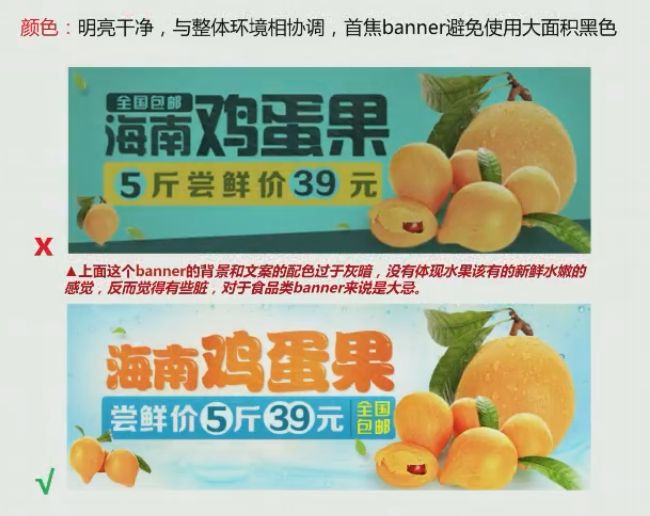 颜色：明亮干净，与整体环境相协调，首焦banner避免使用大面积黑色
全国包邮
海南鸡蛋果
5斤尝鲜价39元
X
▲上面这个banner的背景和文案的配色过于灰暗，没有体现水果该有的新鲜水嫩的
感觉，反而觉得有些脏，对于食品类banner来说是大忌。
海南鸡蛋果
尝鲜价5斤39元
全国
包邮
√